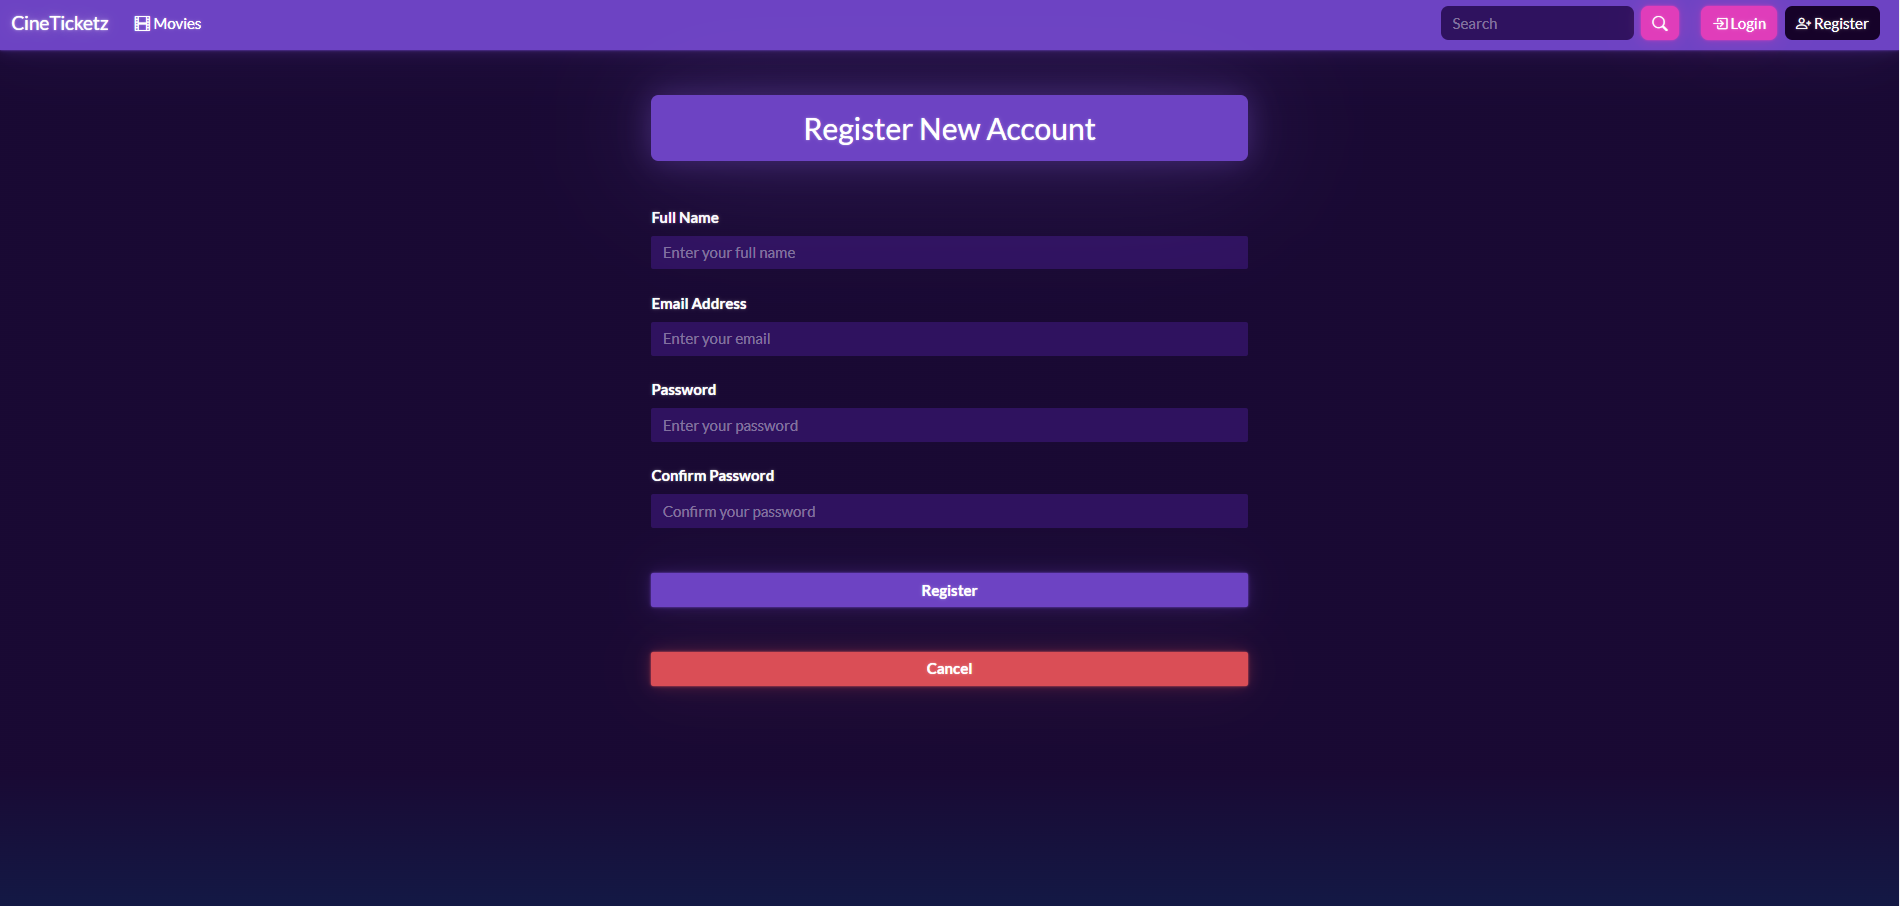 CineTicketz Movies Search Login Register
Register New Account
Full Name
Enter your full name
Email Address
Enter your email
Password
Enter your password
Confirm Password
Confirm your password
Register
Cancel